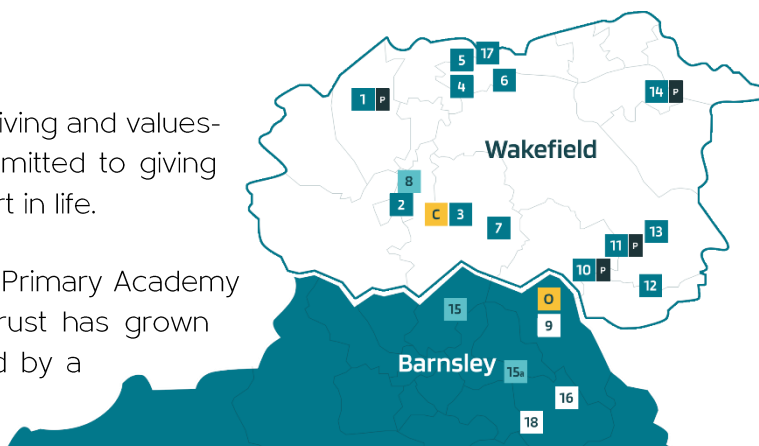 iving and values-
mitted to giving
rt in life.
Primary Academy
rust has grown
d by a
5 17
4 6
1 P
14 P
Wakefield
8
2 C 3
7
13
11 P
10 P
12
O
15
9
Barnsley
15a
16
18